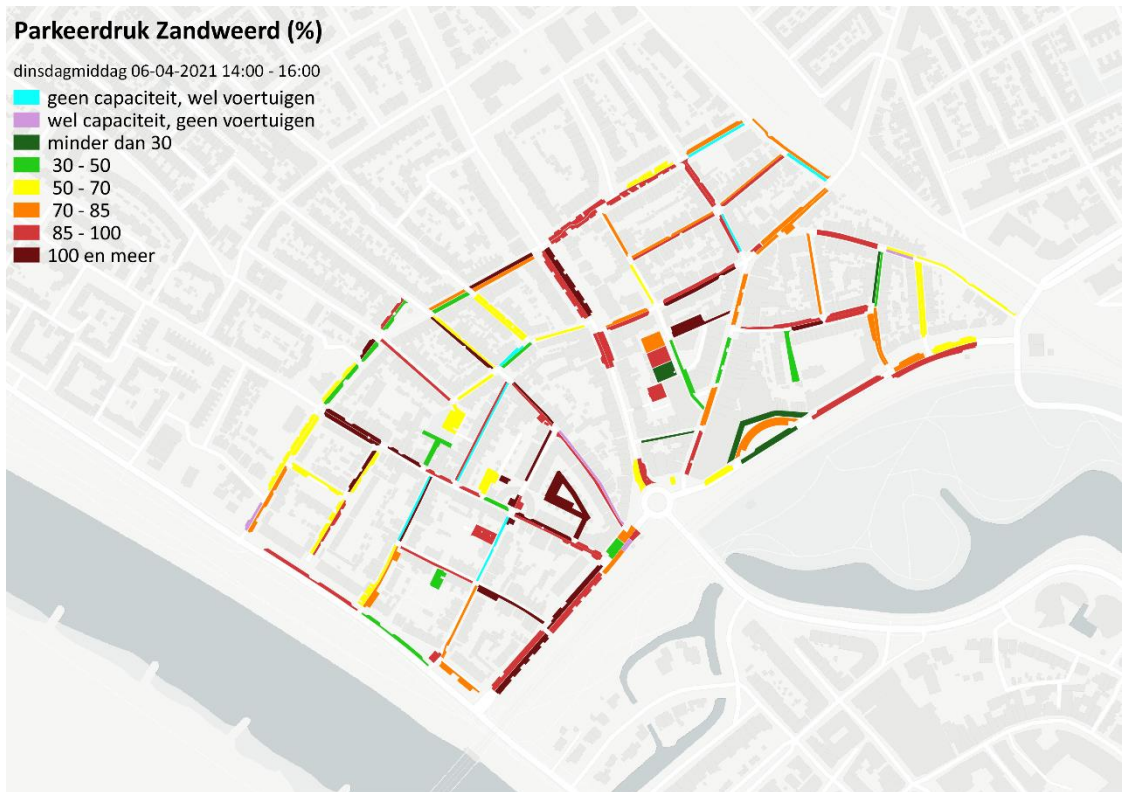 Parkeerdruk Zandweerd (%)
dinsdagmiddag 06-04-2021 14:00 - 16:00
geen capaciteit, wel voertuigen
wel capaciteit, geen voertuigen
minder dan 30
30 - 50
50 - 70
70 - 85
85 - 100
100 en meer